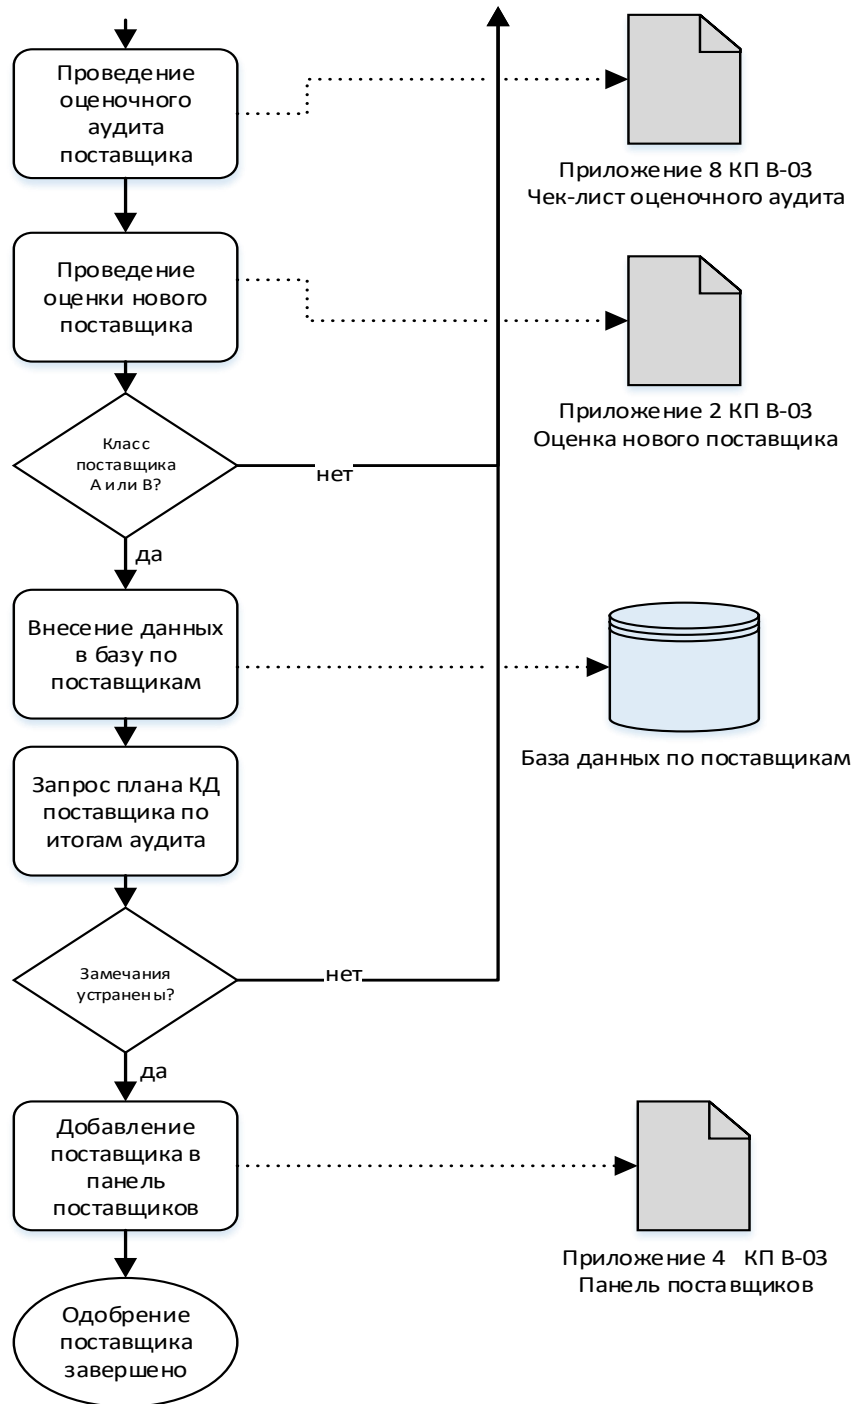 Проведение
оценочного
аудита
поставщика
Приложение 8 КП В-03
Чек-лист оценочного аудита
Проведение
оценки нового
поставщика
Приложение 2 КП В-03
Оценка нового поставщика
Класс
поставщика
А или В?
нет
да
Внесение данных
в базу по
поставщикам
База данных по поставщикам
Запрос плана КД
поставщика по
итогам аудита
Замечания
устранены?
нет
да
Добавление
поставщика в
панель
поставщиков
Приложение 4 КП В-03
Панель поставщиков
Одобрение
поставщика
завершено